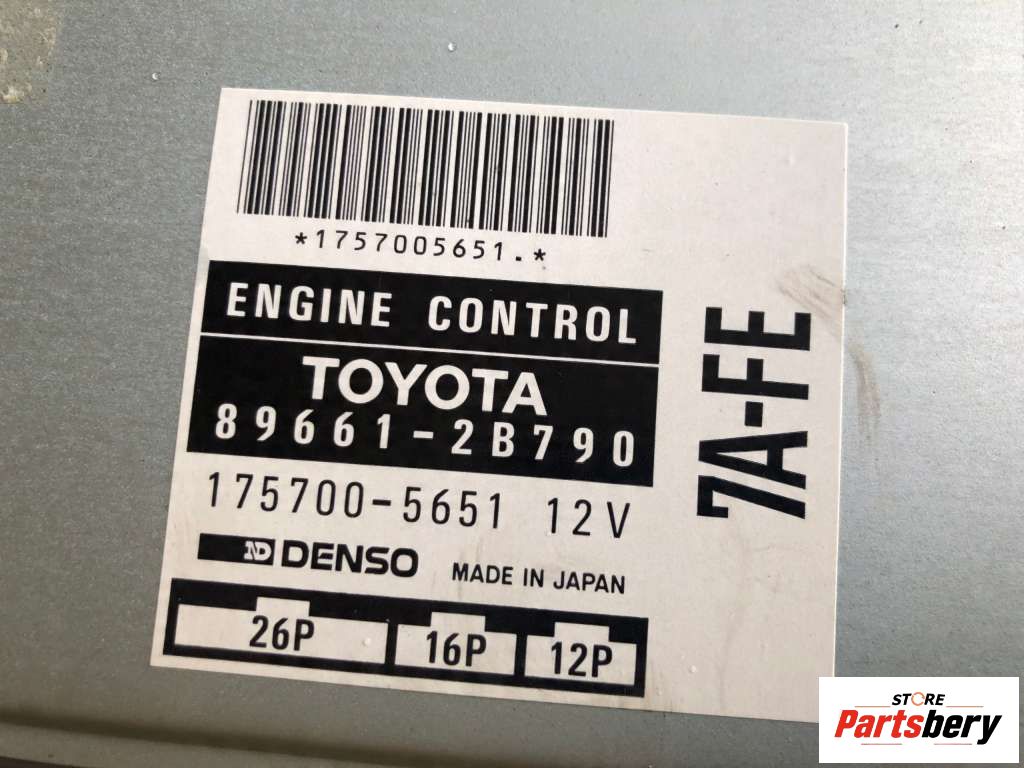 *1757005651.*
ENGINE CONTROL
TOYOTA
89661-2B790
175700-5651 12V
ND DENSO MADE IN JAPAN
26P 16P 12P
7A-FE
STORE
Partsbery